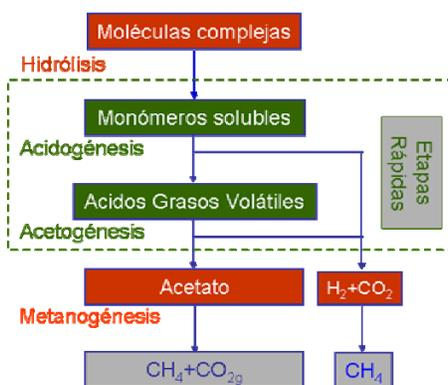 Moléculas complejas
Hidrólisis
Monómeros solubles
Acidogénesis
Etapas
Rápidas
Acidos Grasos Volátiles
Acetogénesis
Acetato
H₂+CO₂
Metanogénesis
CH₄+CO₂g
CH₄